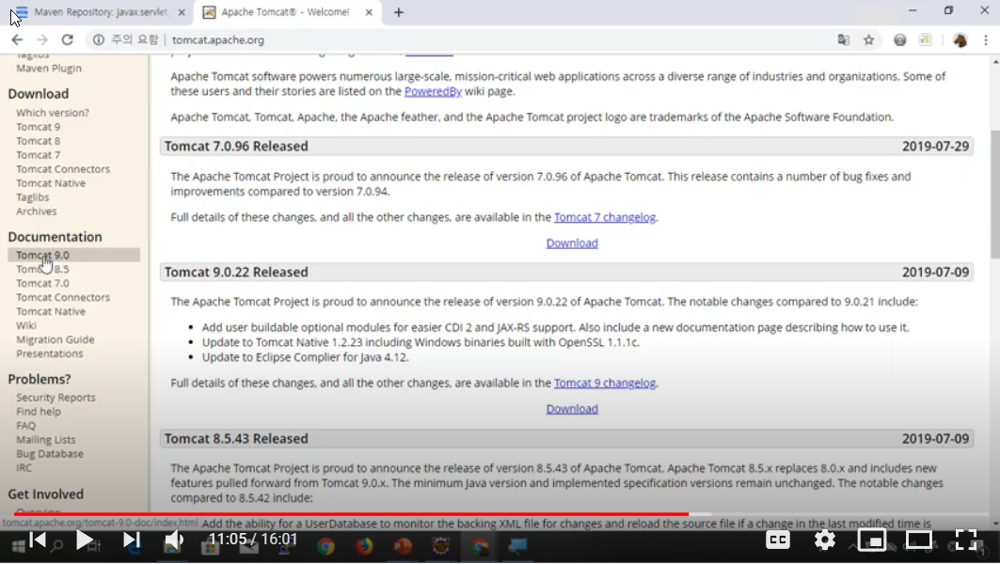 Maven Repository: javax.servlet
Apache Tomcat® - Welcome!
주의 요함
tomcat.apache.org
Taglibs
Maven Plugin
Download
Which version?
Tomcat 9
Tomcat 8
Tomcat 7
Tomcat Connectors
Tomcat Native
Taglibs
Archives
Documentation
Tomcat 9.0
Tomcat 8.5
Tomcat 7.0
Tomcat Connectors
Tomcat Native
Wiki
Migration Guide
Presentations
Problems?
Security Reports
Find help
FAQ
Mailing Lists
Bug Database
IRC
Get Involved
Overview
tomcat.apache.org/tomcat-9.0-doc/index.html
Apache Tomcat software powers numerous large-scale, mission-critical web applications across a diverse range of industries and organizations. Some of
these users and their stories are listed on the PoweredBy wiki page.
Apache Tomcat, Tomcat, Apache, the Apache feather, and the Apache Tomcat project logo are trademarks of the Apache Software Foundation.
Tomcat 7.0.96 Released 2019-07-29
The Apache Tomcat Project is proud to announce the release of version 7.0.96 of Apache Tomcat. This release contains a number of bug fixes and
improvements compared to version 7.0.94.
Full details of these changes, and all the other changes, are available in the Tomcat 7 changelog.
Download
Tomcat 9.0.22 Released 2019-07-09
The Apache Tomcat Project is proud to announce the release of version 9.0.22 of Apache Tomcat. The notable changes compared to 9.0.21 include:
• Add user buildable optional modules for easier CDI 2 and JAX-RS support. Also include a new documentation page describing how to use it.
• Update to Tomcat Native 1.2.23 including Windows binaries built with OpenSSL 1.1.1c.
• Update to Eclipse Complier for Java 4.12.
Full details of these changes, and all the other changes, are available in the Tomcat 9 changelog.
Download
Tomcat 8.5.43 Released 2019-07-09
The Apache Tomcat Project is proud to announce the release of version 8.5.43 of Apache Tomcat. Apache Tomcat 8.5.x replaces 8.0.x and includes new
features pulled forward from Tomcat 9.0.x. The minimum Java version and implemented specification versions remain unchanged. The notable changes
compared to 8.5.42 include:
Add the ability for a UserDatabase to monitor the backing XML file for changes and reload the source file if a change in the last modified time is
11:05 / 16:01
CC